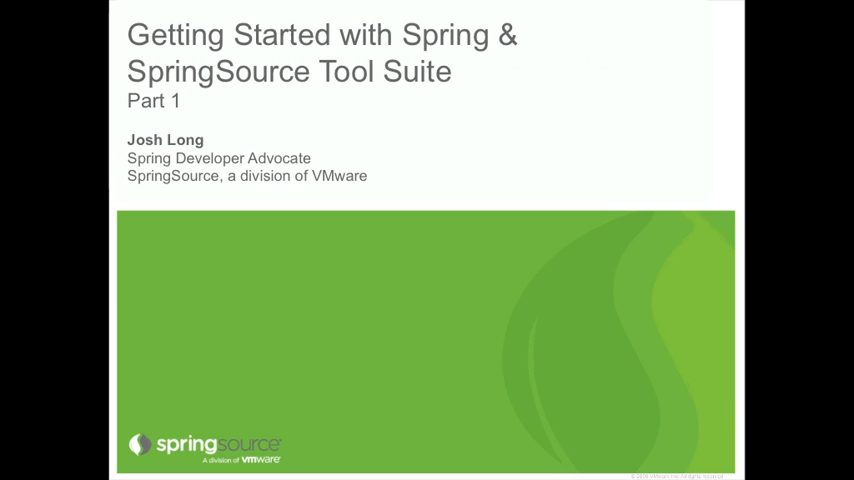 Getting Started with Spring &
SpringSource Tool Suite
Part 1
Josh Long
Spring Developer Advocate
SpringSource, a division of VMware
springsource
A division of vmware